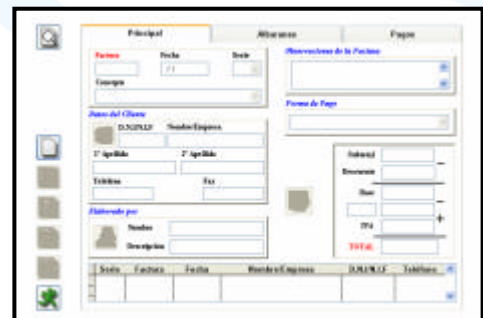 Principal Albaranes Pagos
Factura Fecha Serie
/ /
Concepto
Observaciones de la Factura
Forma de Pago
Datos del Cliente
D.N.I/N.I.F Nombre/Empresa
1º Apellido 2º Apellido
Teléfono Fax
Elaborado por
Nombre
Descripcion
Subtotal
Descuento
Base
IVA
TOTAL
Serie Factura Fecha Nombre/Empresa D.N.I/N.I.F Teléfono